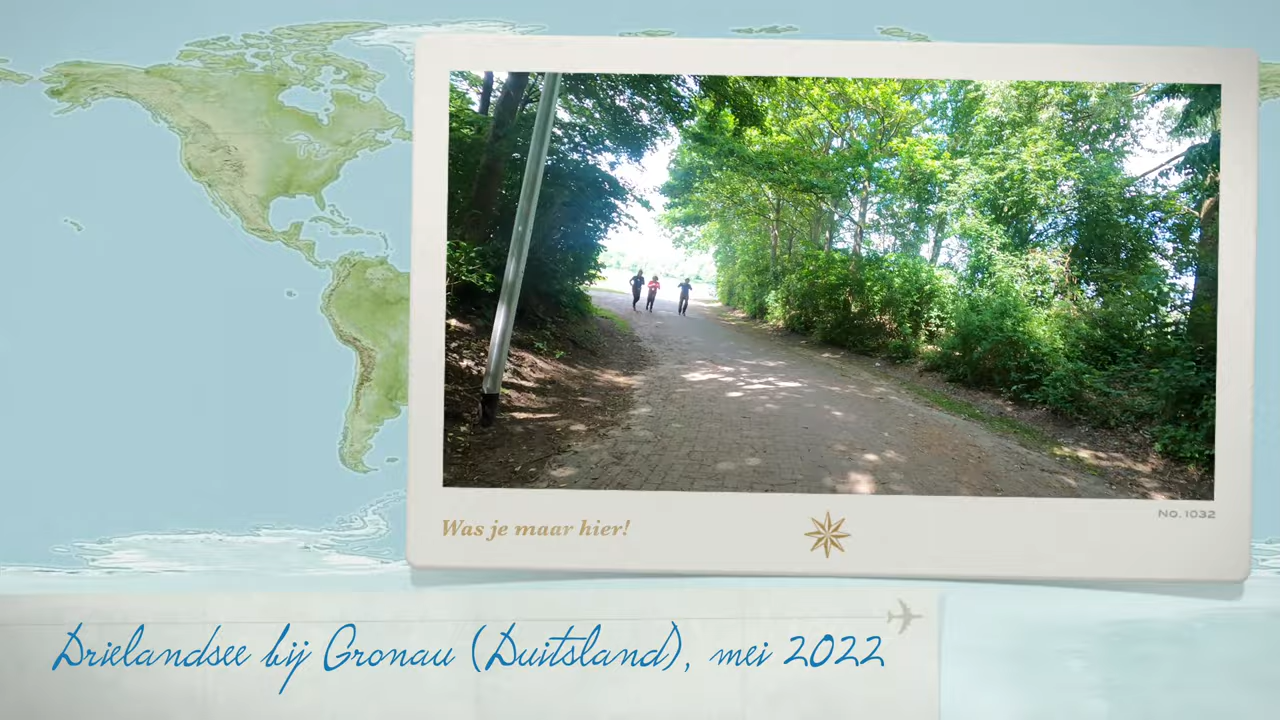 Was je maar hier!
No. 1032
Drielandsee bij Gronau (Duitsland), mei 2022